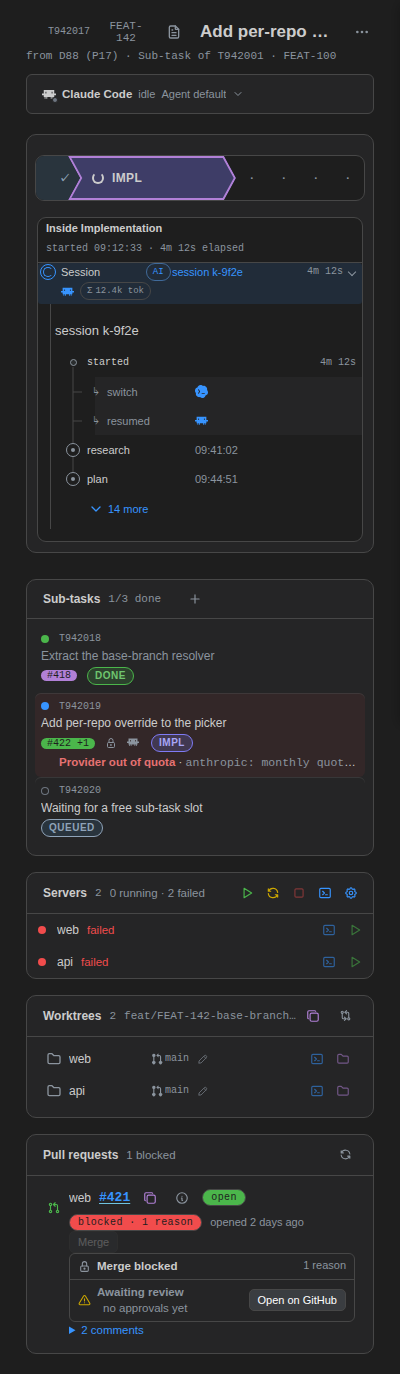 T942017 FEAT-142 Add per-repo …
from D88 (P17) · Sub-task of T942001 · FEAT-100
Claude Code idle Agent default
IMPL
Inside Implementation
started 09:12:33 · 4m 12s elapsed
Session AI session k-9f2e 4m 12s
Σ 12.4k tok
session k-9f2e
started 4m 12s
↳ switch
↳ resumed
research 09:41:02
plan 09:44:51
14 more
Sub-tasks 1/3 done
T942018
Extract the base-branch resolver
#418 DONE
T942019
Add per-repo override to the picker
#422 +1 IMPL
Provider out of quota · anthropic: monthly quot…
T942020
Waiting for a free sub-task slot
QUEUED
Servers 2 0 running · 2 failed
web failed
api failed
Worktrees 2 feat/FEAT-142-base-branch…
web main
api main
Pull requests 1 blocked
web #421 open
blocked · 1 reason opened 2 days ago
Merge
Merge blocked 1 reason
Awaiting review
no approvals yet
Open on GitHub
2 comments